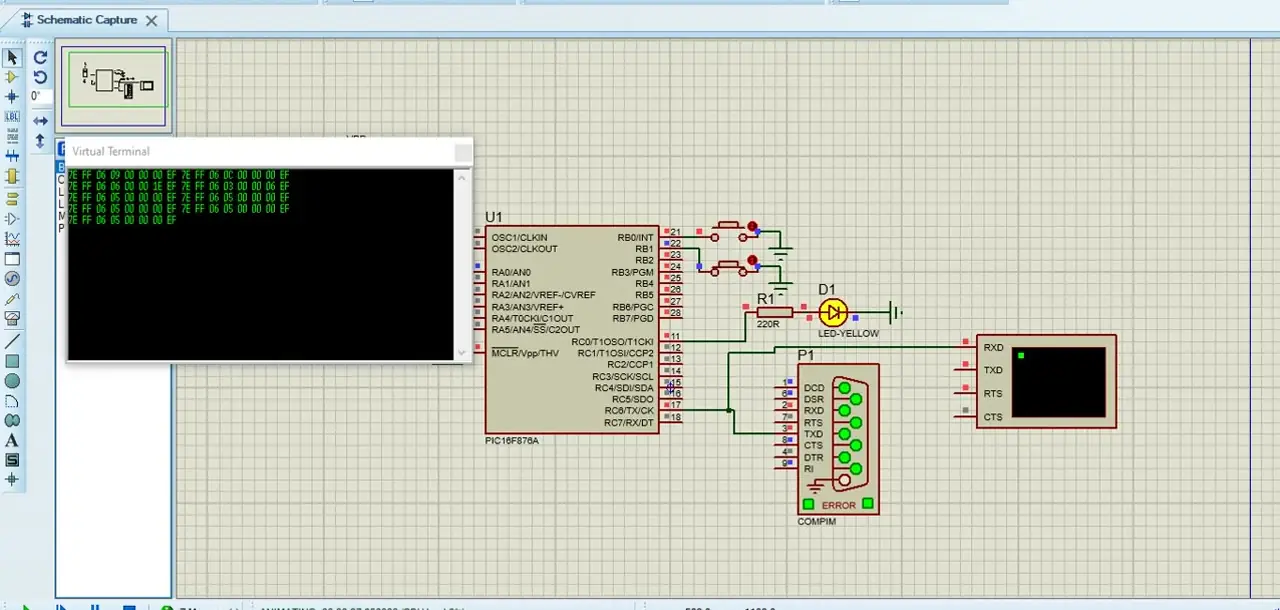 Schematic Capture
0°
LBL
Virtual Terminal
7E FF 06 09 00 00 00 EF 7E FF 06 0C 00 00 00 EF
7E FF 06 06 00 00 1E EF 7E FF 06 03 00 00 06 EF
7E FF 06 05 00 00 00 EF 7E FF 06 05 00 00 00 EF
7E FF 06 05 00 00 00 EF 7E FF 06 05 00 00 00 EF
7E FF 06 05 00 00 00 EF
U1
OSC1/CLKIN
OSC2/CLKOUT
RA0/AN0
RA1/AN1
RA2/AN2/VREF-/CVREF
RA3/AN3/VREF+
RA4/T0CKI/C1OUT
RA5/AN4/SS/C2OUT
MCLR/Vpp/THV
RB0/INT 21
RB1 22
RB2 23
RB3/PGM 24
RB4 25
RB5 26
RB6/PGC 27
RB7/PGD 28
RC0/T1OSO/T1CKI 11
RC1/T1OSI/CCP2 12
RC2/CCP1 13
RC3/SCK/SCL 14
RC4/SDI/SDA 15
RC5/SDO 16
RC6/TX/CK 17
RC7/RX/DT 18
PIC16F876A
R1
220R
D1
LED-YELLOW
P1
1 DCD
6 DSR
2 RXD
7 RTS
3 TXD
8 CTS
4 DTR
9 RI
ERROR
COMPIM
RXD
TXD
RTS
CTS